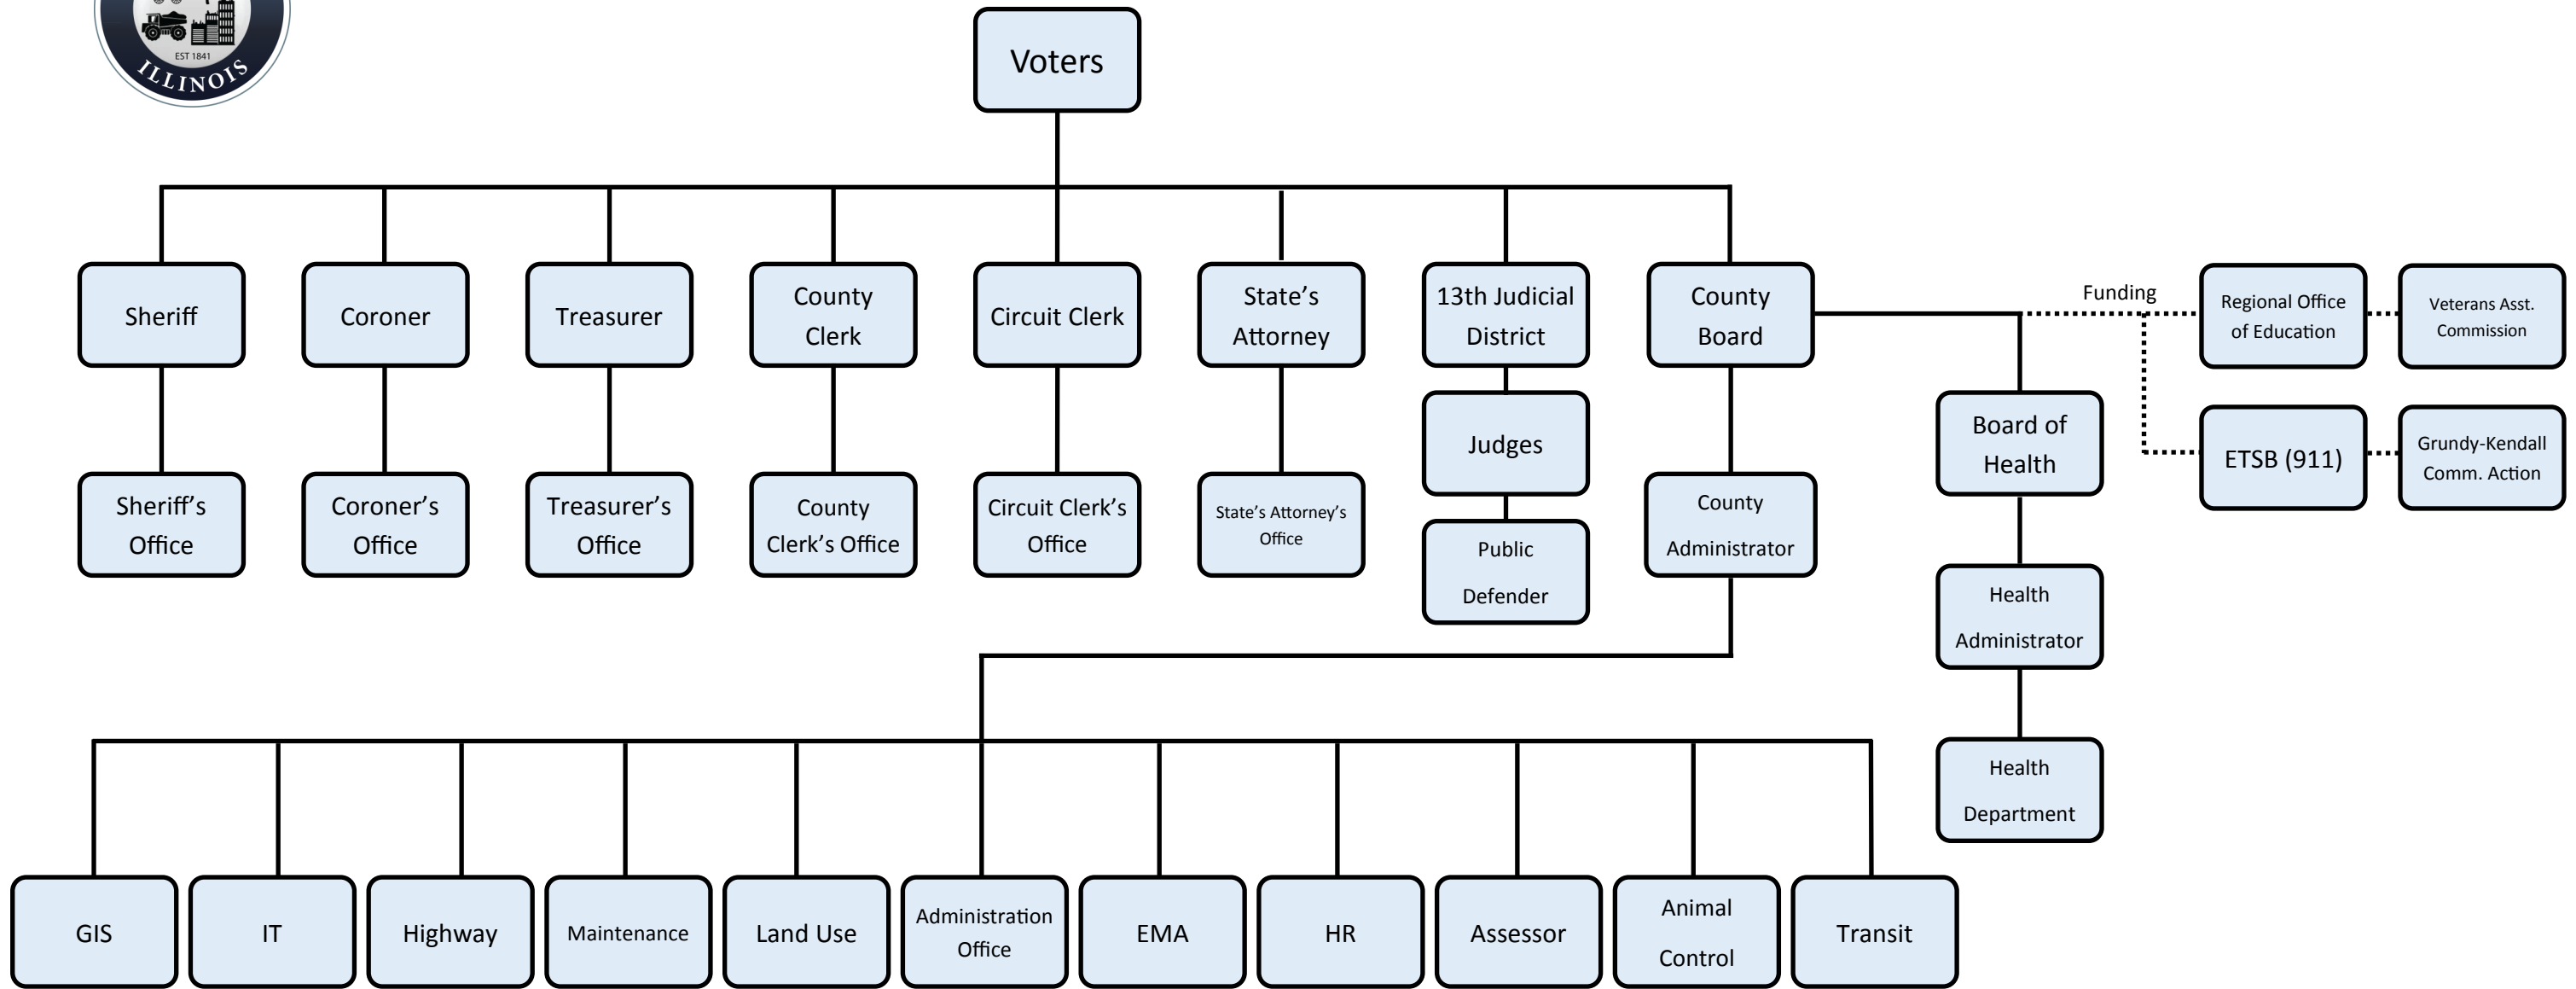 EST 1841
ILLINOIS
Voters
Sheriff
Coroner
Treasurer
County
Clerk
Circuit Clerk
State’s
Attorney
13th Judicial
District
County
Board
Funding
Regional Office
of Education
Veterans Asst.
Commission
Judges
Board of
Health
ETSB (911)
Grundy-Kendall
Comm. Action
Sheriff’s
Office
Coroner’s
Office
Treasurer’s
Office
County
Clerk’s Office
Circuit Clerk’s
Office
State’s Attorney’s
Office
Public
Defender
County
Administrator
Health
Administrator
Health
Department
GIS
IT
Highway
Maintenance
Land Use
Administration
Office
EMA
HR
Assessor
Animal
Control
Transit